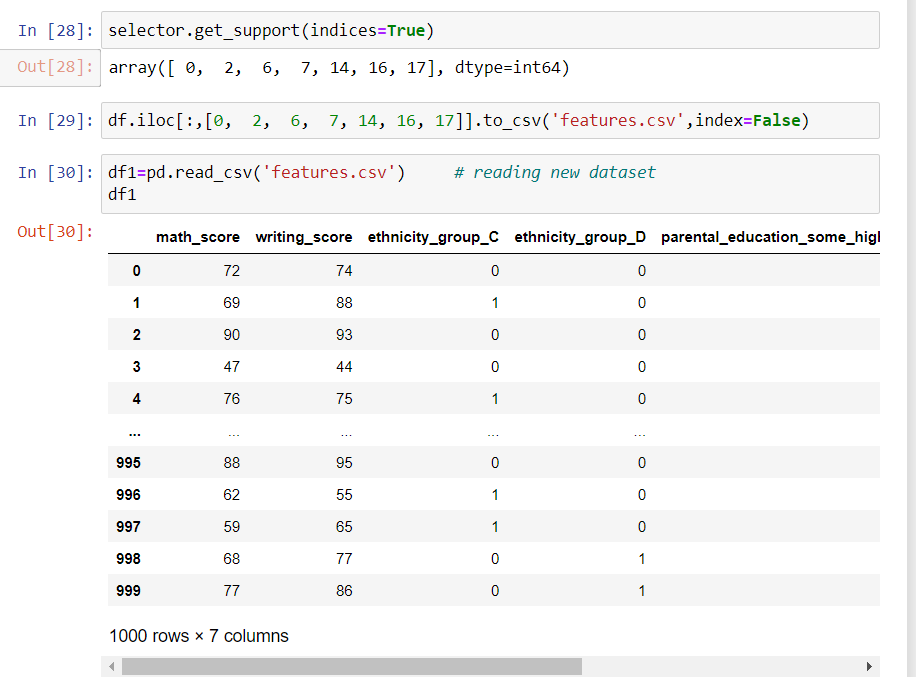 In [28]: selector.get_support(indices=True)
Out[28]: array([ 0,  2,  6,  7, 14, 16, 17], dtype=int64)
In [29]: df.iloc[:,[0,  2,  6,  7, 14, 16, 17]].to_csv('features.csv',index=False)
In [30]: df1=pd.read_csv('features.csv')     # reading new dataset
df1
Out[30]:
math_score writing_score ethnicity_group_C ethnicity_group_D parental_education_some_higl
0 72 74 0 0
1 69 88 1 0
2 90 93 0 0
3 47 44 0 0
4 76 75 1 0
... ... ... ... ...
995 88 95 0 0
996 62 55 1 0
997 59 65 1 0
998 68 77 0 1
999 77 86 0 1
1000 rows × 7 columns